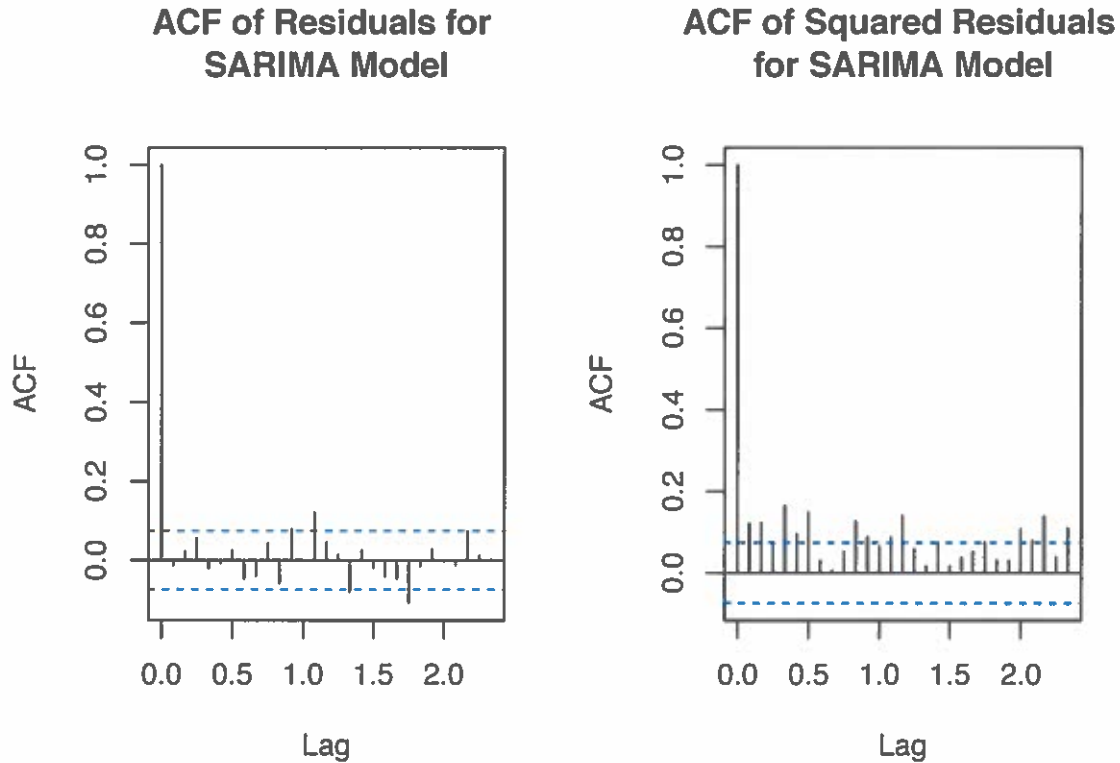 ACF of Residuals for
SARIMA Model
ACF
1.0
0.8
0.6
0.4
0.2
0.0
0.0 0.5 1.0 1.5 2.0
Lag
ACF of Squared Residuals
for SARIMA Model
ACF
1.0
0.8
0.6
0.4
0.2
0.0
0.0 0.5 1.0 1.5 2.0
Lag